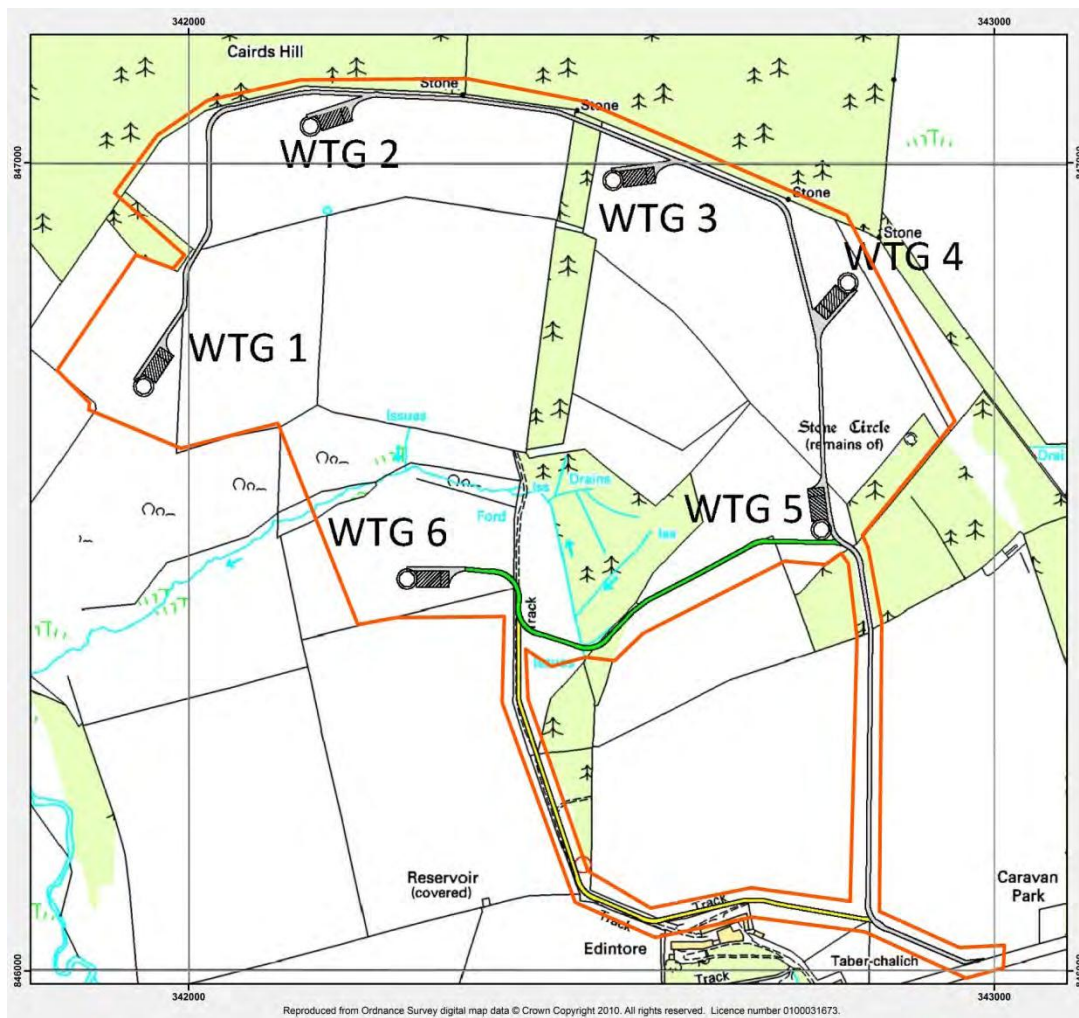 342000
343000
Cairds Hill
Stone
Stone
WTG 2
847000
847000
WTG 3
Stone
Stone
WTG 4
WTG 1
Issues
Stone Circle
(remains of)
Drains
Iss
Ford
WTG 5
Iss
WTG 6
Track
Issues
Reservoir
(covered)
Caravan
Park
Track
Track
Edintore
Taber-chalich
846000
Track
342000
343000
Reproduced from Ordnance Survey digital map data © Crown Copyright 2010. All rights reserved. Licence number 0100031673.